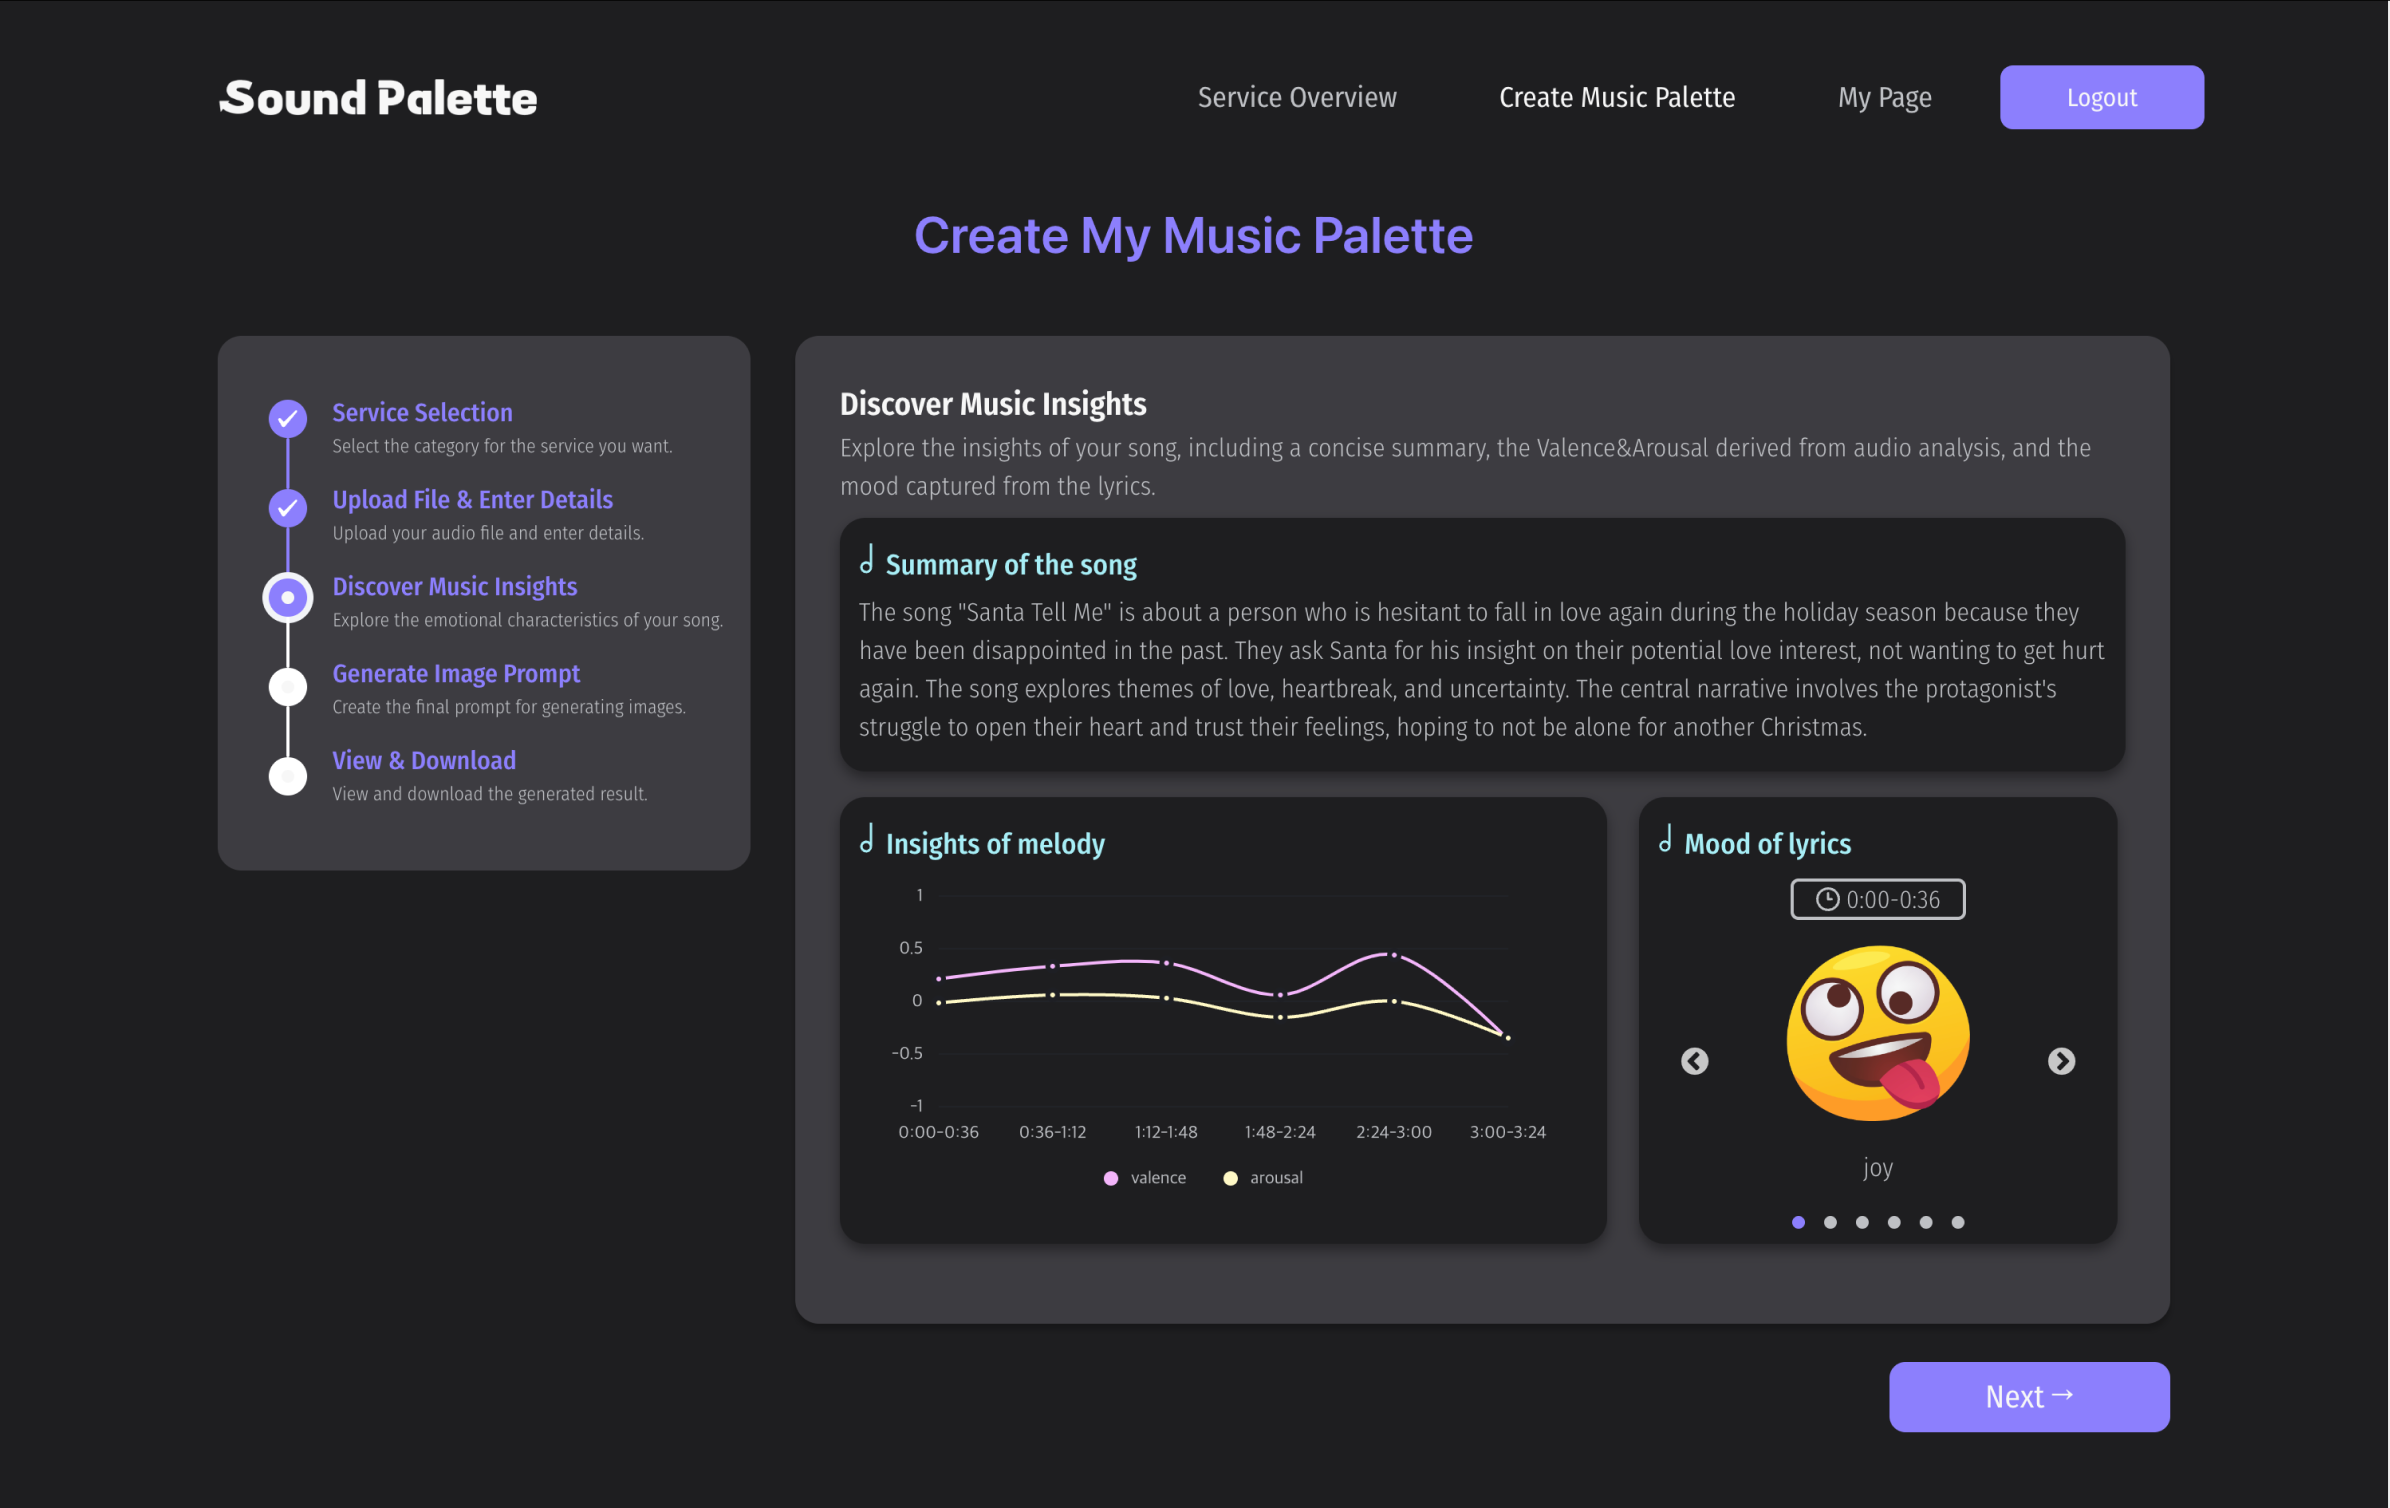 Sound Palette
Service Overview
Create Music Palette
My Page
Logout
Create My Music Palette
Service Selection
Select the category for the service you want.
Upload File & Enter Details
Upload your audio file and enter details.
Discover Music Insights
Explore the emotional characteristics of your song.
Generate Image Prompt
Create the final prompt for generating images.
View & Download
View and download the generated result.
Discover Music Insights
Explore the insights of your song, including a concise summary, the Valence&Arousal derived from audio analysis, and the
mood captured from the lyrics.
Summary of the song
The song "Santa Tell Me" is about a person who is hesitant to fall in love again during the holiday season because they
have been disappointed in the past. They ask Santa for his insight on their potential love interest, not wanting to get hurt
again. The song explores themes of love, heartbreak, and uncertainty. The central narrative involves the protagonist's
struggle to open their heart and trust their feelings, hoping to not be alone for another Christmas.
Insights of melody
1
0.5
0
-0.5
-1
0:00-0:36 0:36-1:12 1:12-1:48 1:48-2:24 2:24-3:00 3:00-3:24
valence arousal
Mood of lyrics
0:00-0:36
joy
Next →